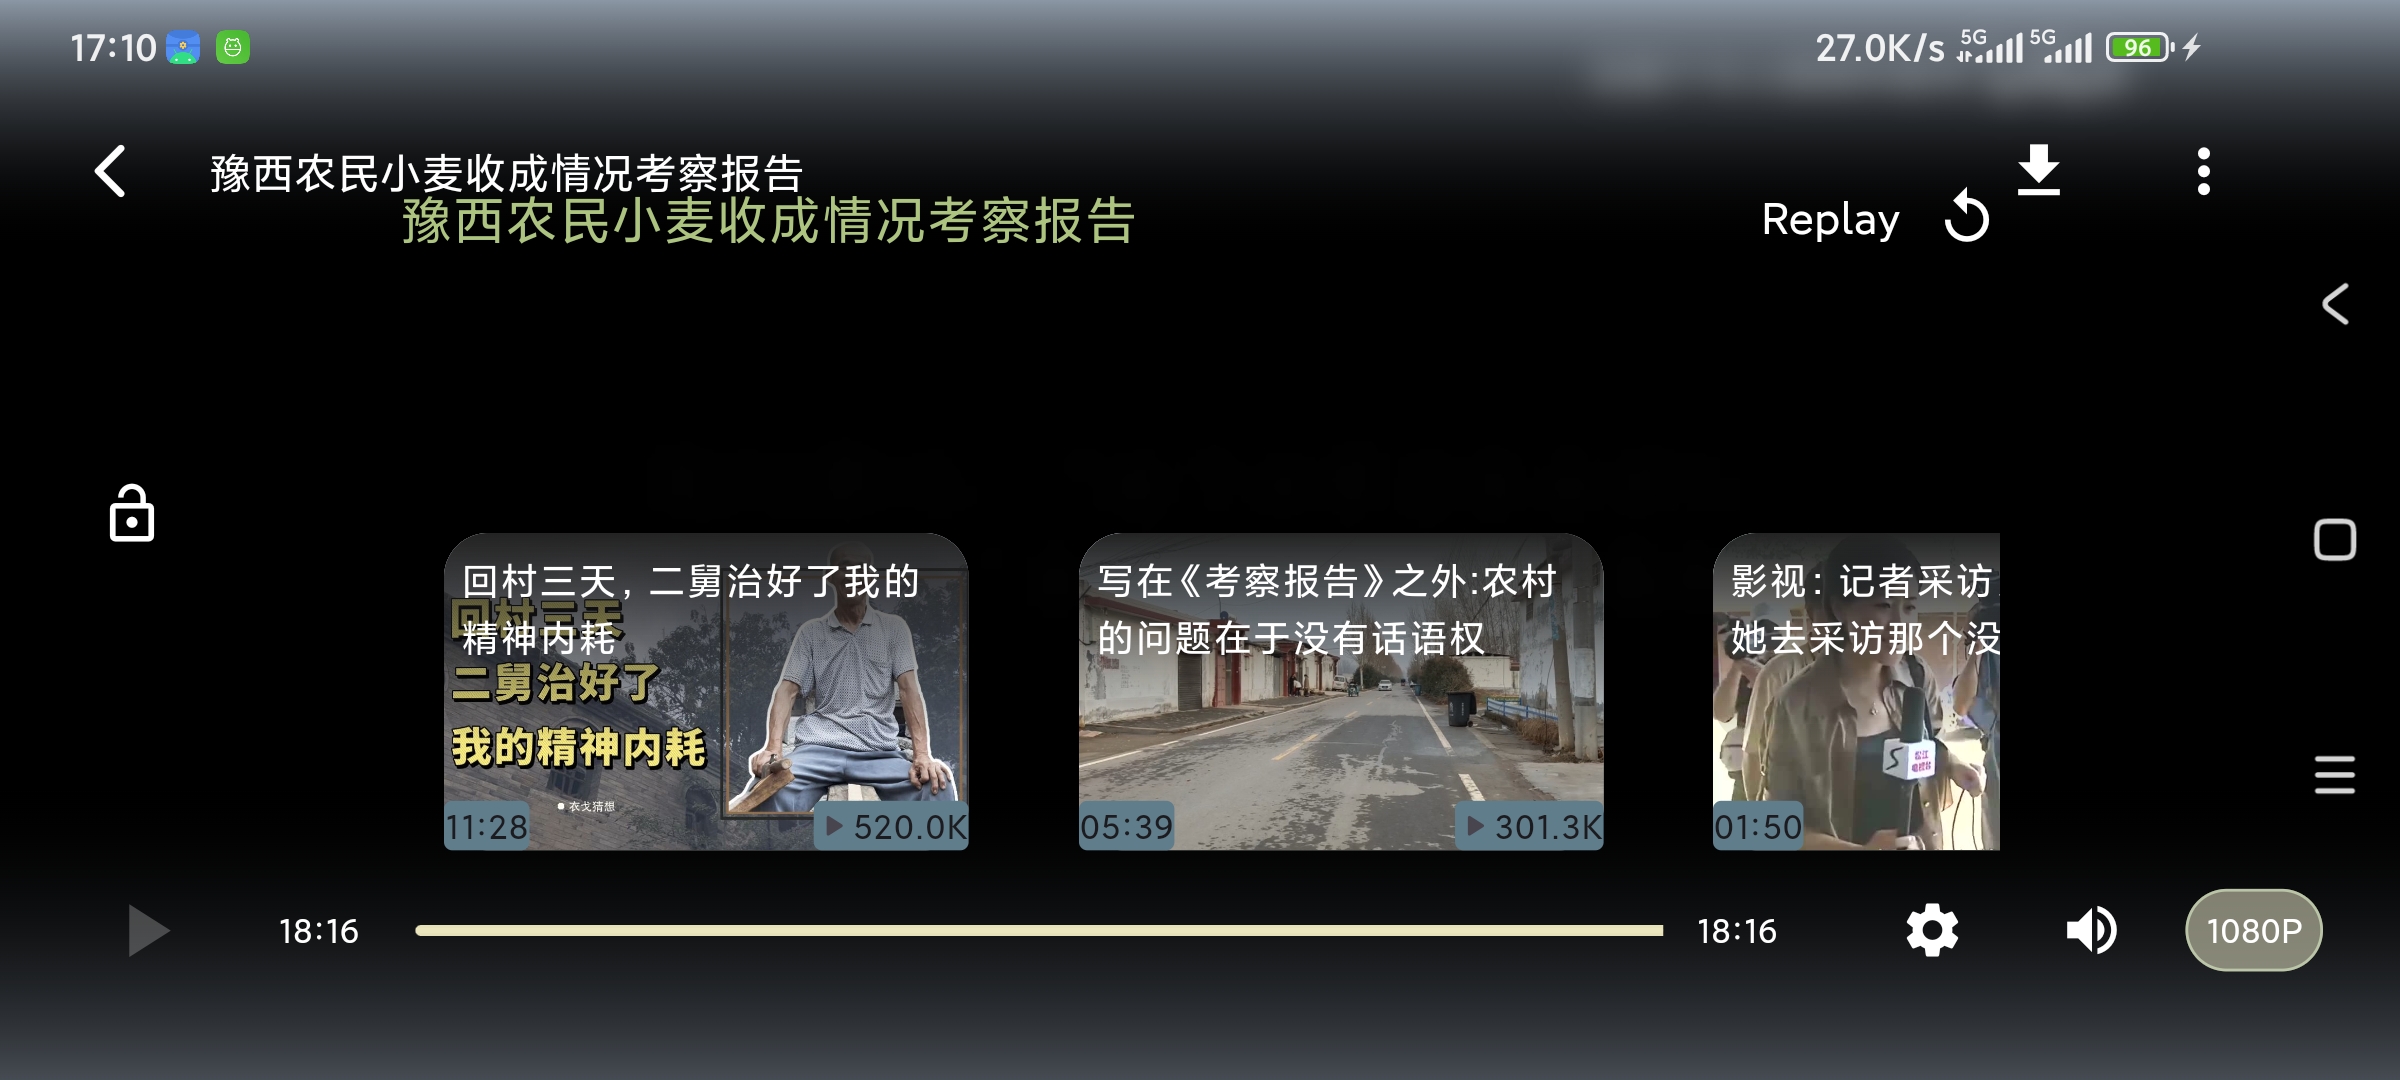 17:10
27.0K/s 5G 5G 96
豫西农民小麦收成情况考察报告
豫西农民小麦收成情况考察报告
Replay
回村三天，二舅治好了我的
精神内耗
回村三天
二舅治好了
我的精神内耗
衣戈猜想
11:28
520.0K
写在《考察报告》之外:农村
的问题在于没有话语权
05:39
301.3K
影视：记者采访
她去采访那个没
松江
电视台
01:50
18:16
18:16
1080P